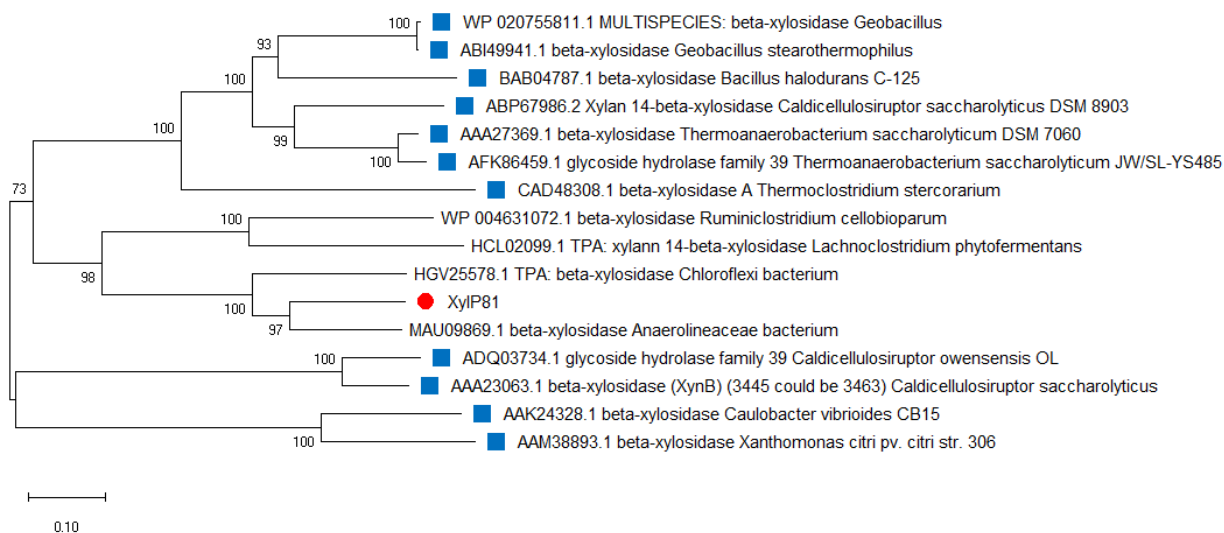 100
WP 020755811.1 MULTISPECIES: beta-xylosidase Geobacillus
93
ABI49941.1 beta-xylosidase Geobacillus stearothermophilus
100
BAB04787.1 beta-xylosidase Bacillus halodurans C-125
100
ABP67986.2 Xylan 14-beta-xylosidase Caldicellulosiruptor saccharolyticus DSM 8903
99
AAA27369.1 beta-xylosidase Thermoanaerobacterium saccharolyticum DSM 7060
100
AFK86459.1 glycoside hydrolase family 39 Thermoanaerobacterium saccharolyticum JW/SL-YS485
73
CAD48308.1 beta-xylosidase A Thermoclostridium stercorarium
100
WP 004631072.1 beta-xylosidase Ruminiclostridium cellobioparum
HCL02099.1 TPA: xylann 14-beta-xylosidase Lachnoclostridium phytofermentans
98
HGV25578.1 TPA: beta-xylosidase Chloroflexi bacterium
100
XylP81
97
MAU09869.1 beta-xylosidase Anaerolineaceae bacterium
100
ADQ03734.1 glycoside hydrolase family 39 Caldicellulosiruptor owensensis OL
AAA23063.1 beta-xylosidase (XynB) (3445 could be 3463) Caldicellulosiruptor saccharolyticus
AAK24328.1 beta-xylosidase Caulobacter vibrioides CB15
100
AAM38893.1 beta-xylosidase Xanthomonas citri pv. citri str. 306
0.10